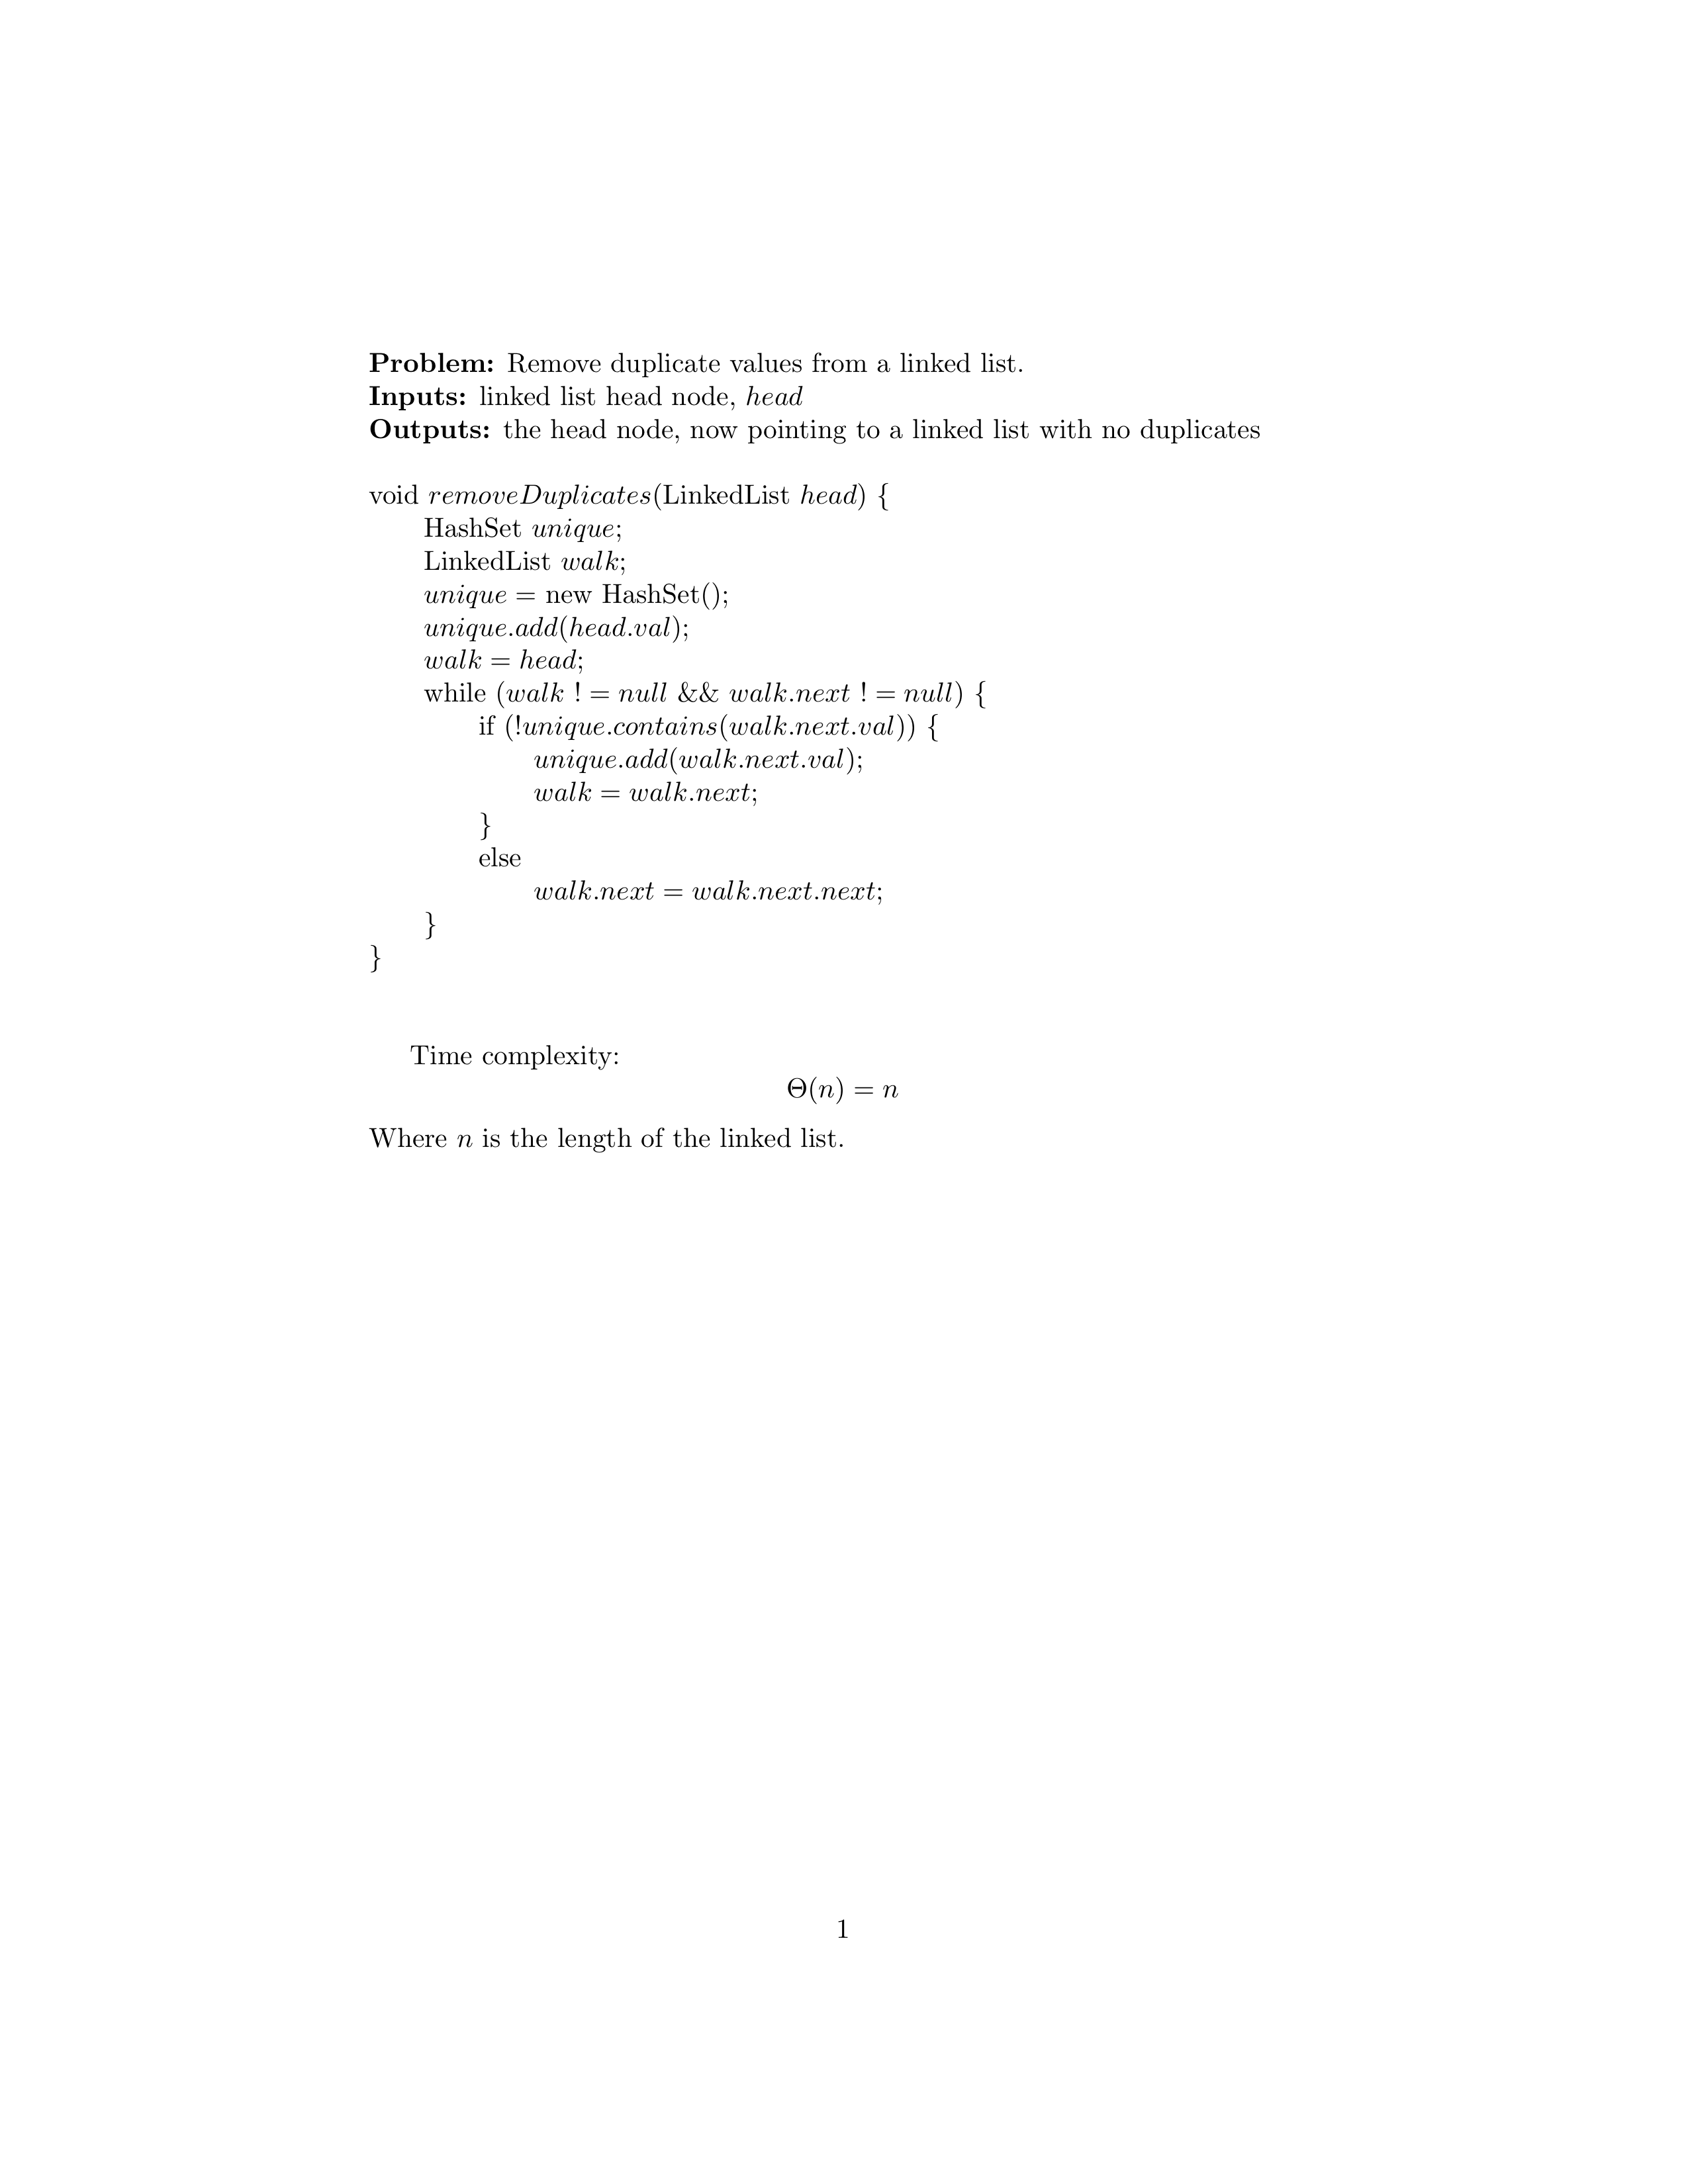 Problem: Remove duplicate values from a linked list.
Inputs: linked list head node, head
Outputs: the head node, now pointing to a linked list with no duplicates
void removeDuplicates(LinkedList head) {
HashSet unique;
LinkedList walk;
unique = new HashSet();
unique.add(head.val);
walk = head;
while (walk ! = null && walk.next ! = null) {
if (!unique.contains(walk.next.val)) {
unique.add(walk.next.val);
walk = walk.next;
}
else
walk.next = walk.next.next;
}
}
Time complexity:
Θ(n) = n
Where n is the length of the linked list.
1